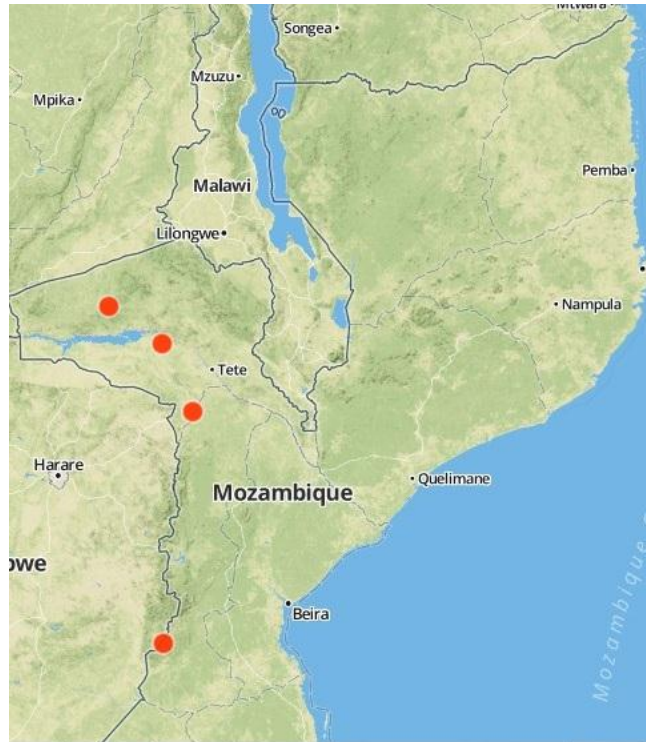 Mtwara
Songea
Mzuzu
Mpika
Pemba
Malawi
Lilongwe
Nampula
Tete
Harare
Mozambique
Quelimane
owe
Beira
Mozambique